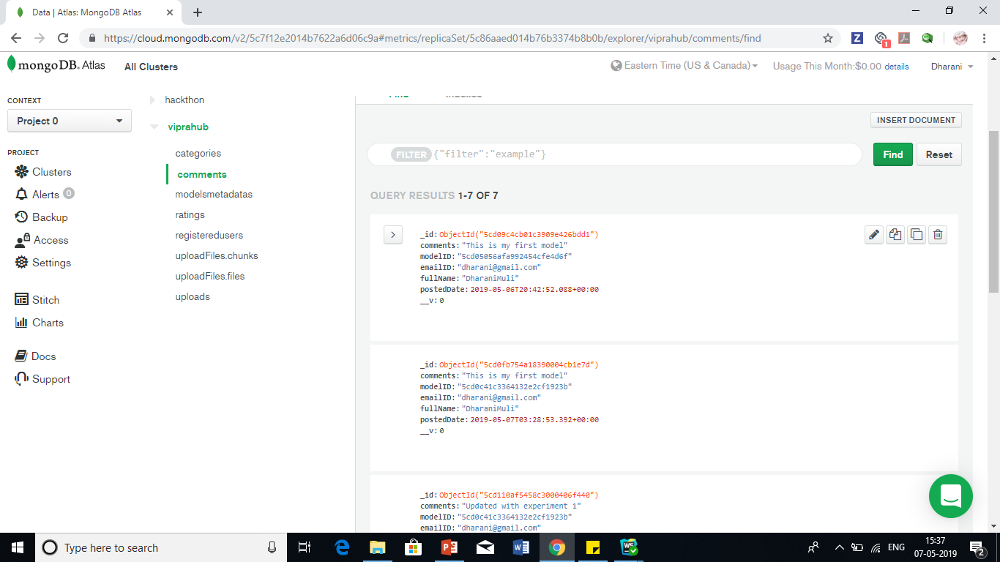 Data | Atlas: MongoDB Atlas
https://cloud.mongodb.com/v2/5c7f12e2014b7622a6d06c9a#metrics/replicaSet/5c86aaed014b76b3374b8b0b/explorer/viprahub/comments/find
1
mongoDB. Atlas
All Clusters
Eastern Time (US & Canada)
Usage This Month:$0.00 details
Dharani
CONTEXT
Project 0
PROJECT
Clusters
Alerts 0
Backup
Access
Settings
Stitch
Charts
Docs
Support
hackthon
viprahub
categories
comments
modelsmetadatas
ratings
registeredusers
uploadFiles.chunks
uploadFiles.files
uploads
Find
Indexes
INSERT DOCUMENT
FILTER {"filter":"example"}
Find
Reset
QUERY RESULTS 1-7 OF 7
_id: ObjectId("5cd09c4cb01c3909e426bdd1")
comments: "This is my first model"
modelID: "5cd05056afa992454cfe4d6f"
emailID: "dharani@gmail.com"
fullName: "DharaniMuli"
postedDate: 2019-05-06T20:42:52.088+00:00
__v: 0
_id: ObjectId("5cd0fb754a18390004cb1e7d")
comments: "This is my first model"
modelID: "5cd0c41c3364132e2cf1923b"
emailID: "dharani@gmail.com"
fullName: "DharaniMuli"
postedDate: 2019-05-07T03:28:53.392+00:00
__v: 0
_id: ObjectId("5cd110af5458c3000406f440")
comments: "Updated with experiment 1"
modelID: "5cd0c41c3364132e2cf1923b"
emailID: "dharani@gmail.com"
Type here to search
ENG
15:37
07-05-2019
2